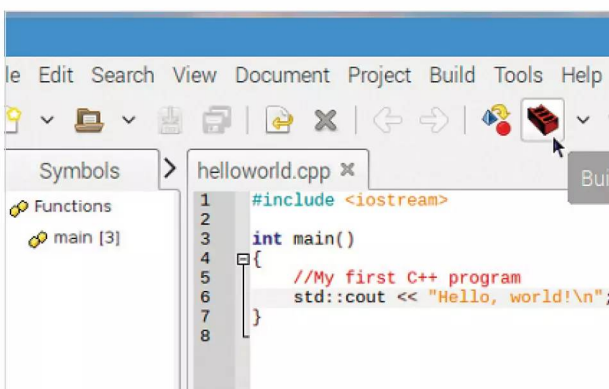 le Edit Search View Document Project Build Tools Help
Symbols
helloworld.cpp
Bui
Functions
main [3]
1 #include <iostream>
2
3 int main()
4 {
5 //My first C++ program
6 std::cout << "Hello, world!\n";
7 }
8